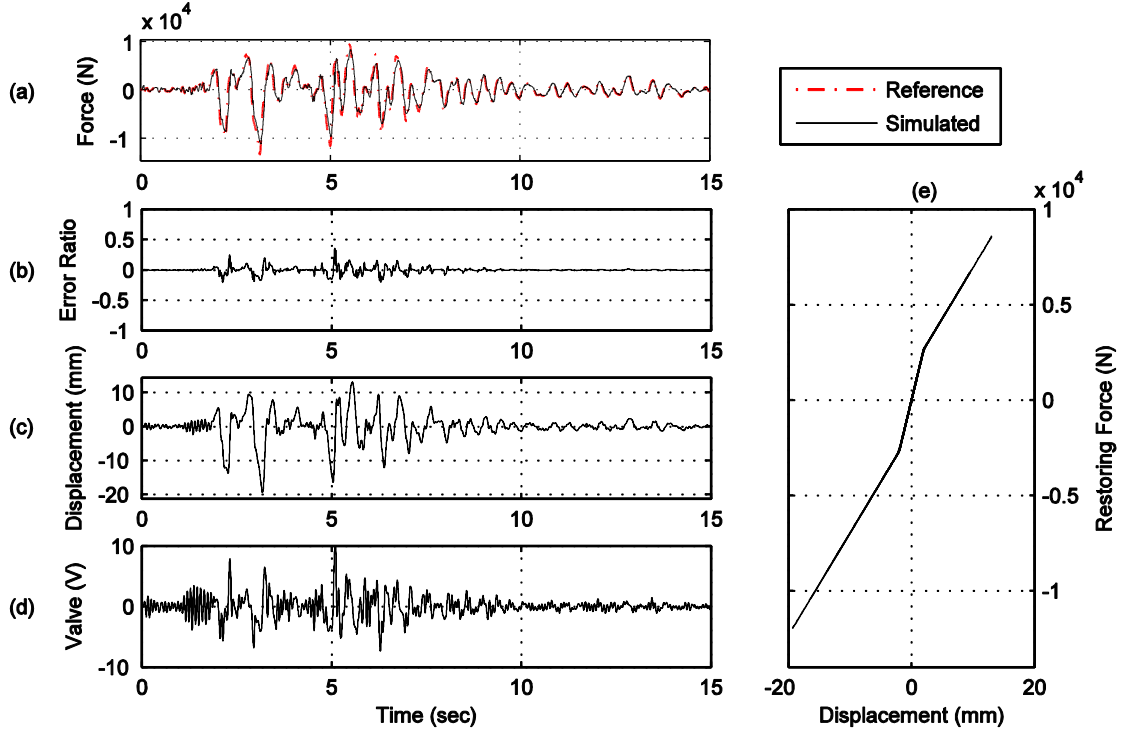 x 10^4
(a)
Force (N)
1
0
-1
0
5
10
15
Reference
Simulated
(b)
Error Ratio
1
0.5
0
-0.5
-1
0
5
10
15
(c)
Displacement (mm)
10
0
-10
-20
0
5
10
15
(d)
Valve (V)
10
0
-10
0
5
10
15
Time (sec)
(e)
x 10^4
1
0.5
0
-0.5
-1
Restoring Force (N)
-20
0
20
Displacement (mm)